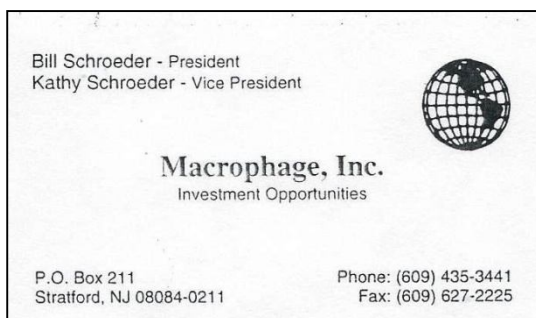 Bill Schroeder - President
Kathy Schroeder - Vice President
Macrophage, Inc.
Investment Opportunities
P.O. Box 211
Stratford, NJ 08084-0211
Phone: (609) 435-3441
Fax: (609) 627-2225